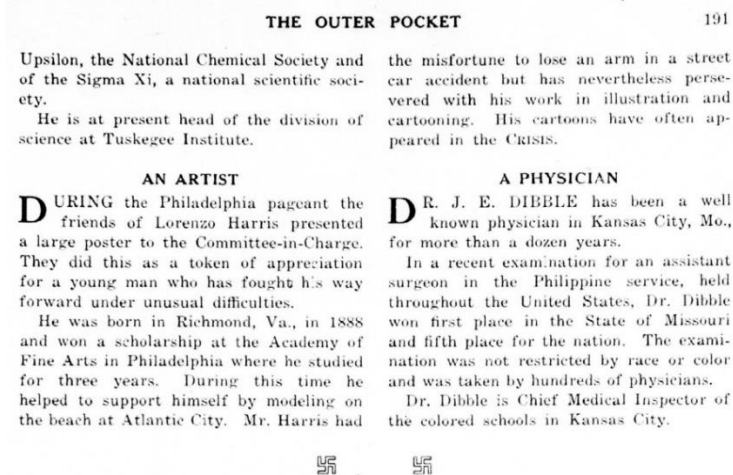 THE OUTER POCKET 191
Upsilon, the National Chemical Society and
of the Sigma Xi, a national scientific soci-
ety.
He is at present head of the division of
science at Tuskegee Institute.
AN ARTIST
DURING the Philadelphia pageant the
friends of Lorenzo Harris presented
a large poster to the Committee-in-Charge.
They did this as a token of appreciation
for a young man who has fought his way
forward under unusual difficulties.
He was born in Richmond, Va., in 1888
and won a scholarship at the Academy of
Fine Arts in Philadelphia where he studied
for three years. During this time he
helped to support himself by modeling on
the beach at Atlantic City. Mr. Harris had
the misfortune to lose an arm in a street
car accident but has nevertheless perse-
vered with his work in illustration and
cartooning. His cartoons have often ap-
peared in the CRISIS.
A PHYSICIAN
DR. J. E. DIBBLE has been a well
known physician in Kansas City, Mo.,
for more than a dozen years.
In a recent examination for an assistant
surgeon in the Philippine service, held
throughout the United States, Dr. Dibble
won first place in the State of Missouri
and fifth place for the nation. The exami-
nation was not restricted by race or color
and was taken by hundreds of physicians.
Dr. Dibble is Chief Medical Inspector of
the colored schools in Kansas City.